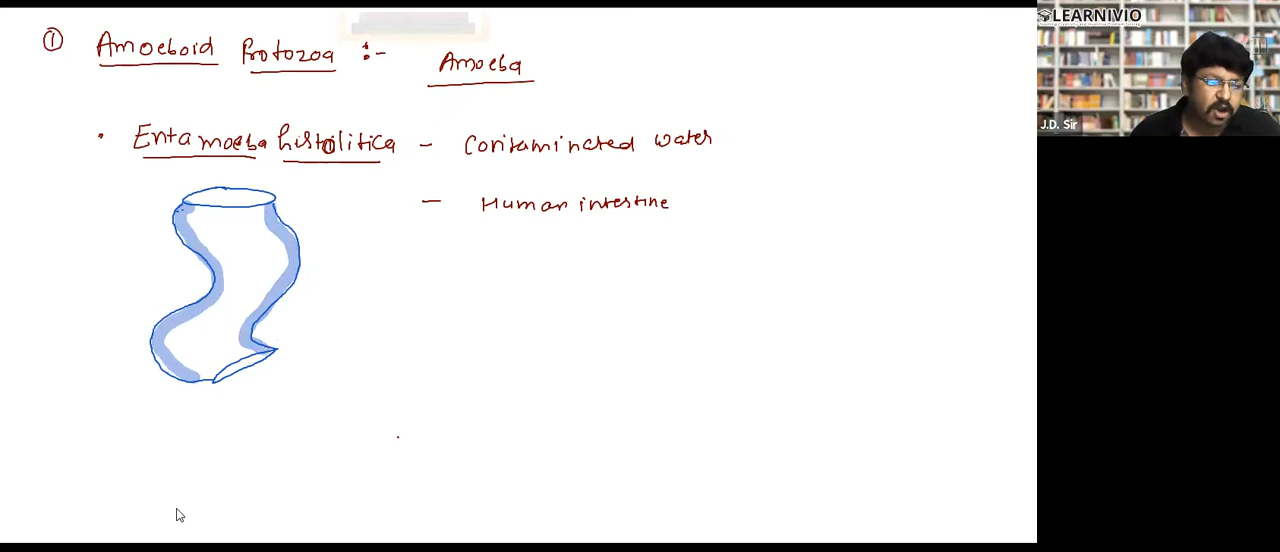 ① Amoeboid Protozoa :- Amoeba
• Entamoeba histolitica - Contaminated water
- Human intestine
LEARNIVIO
J.D. Sir